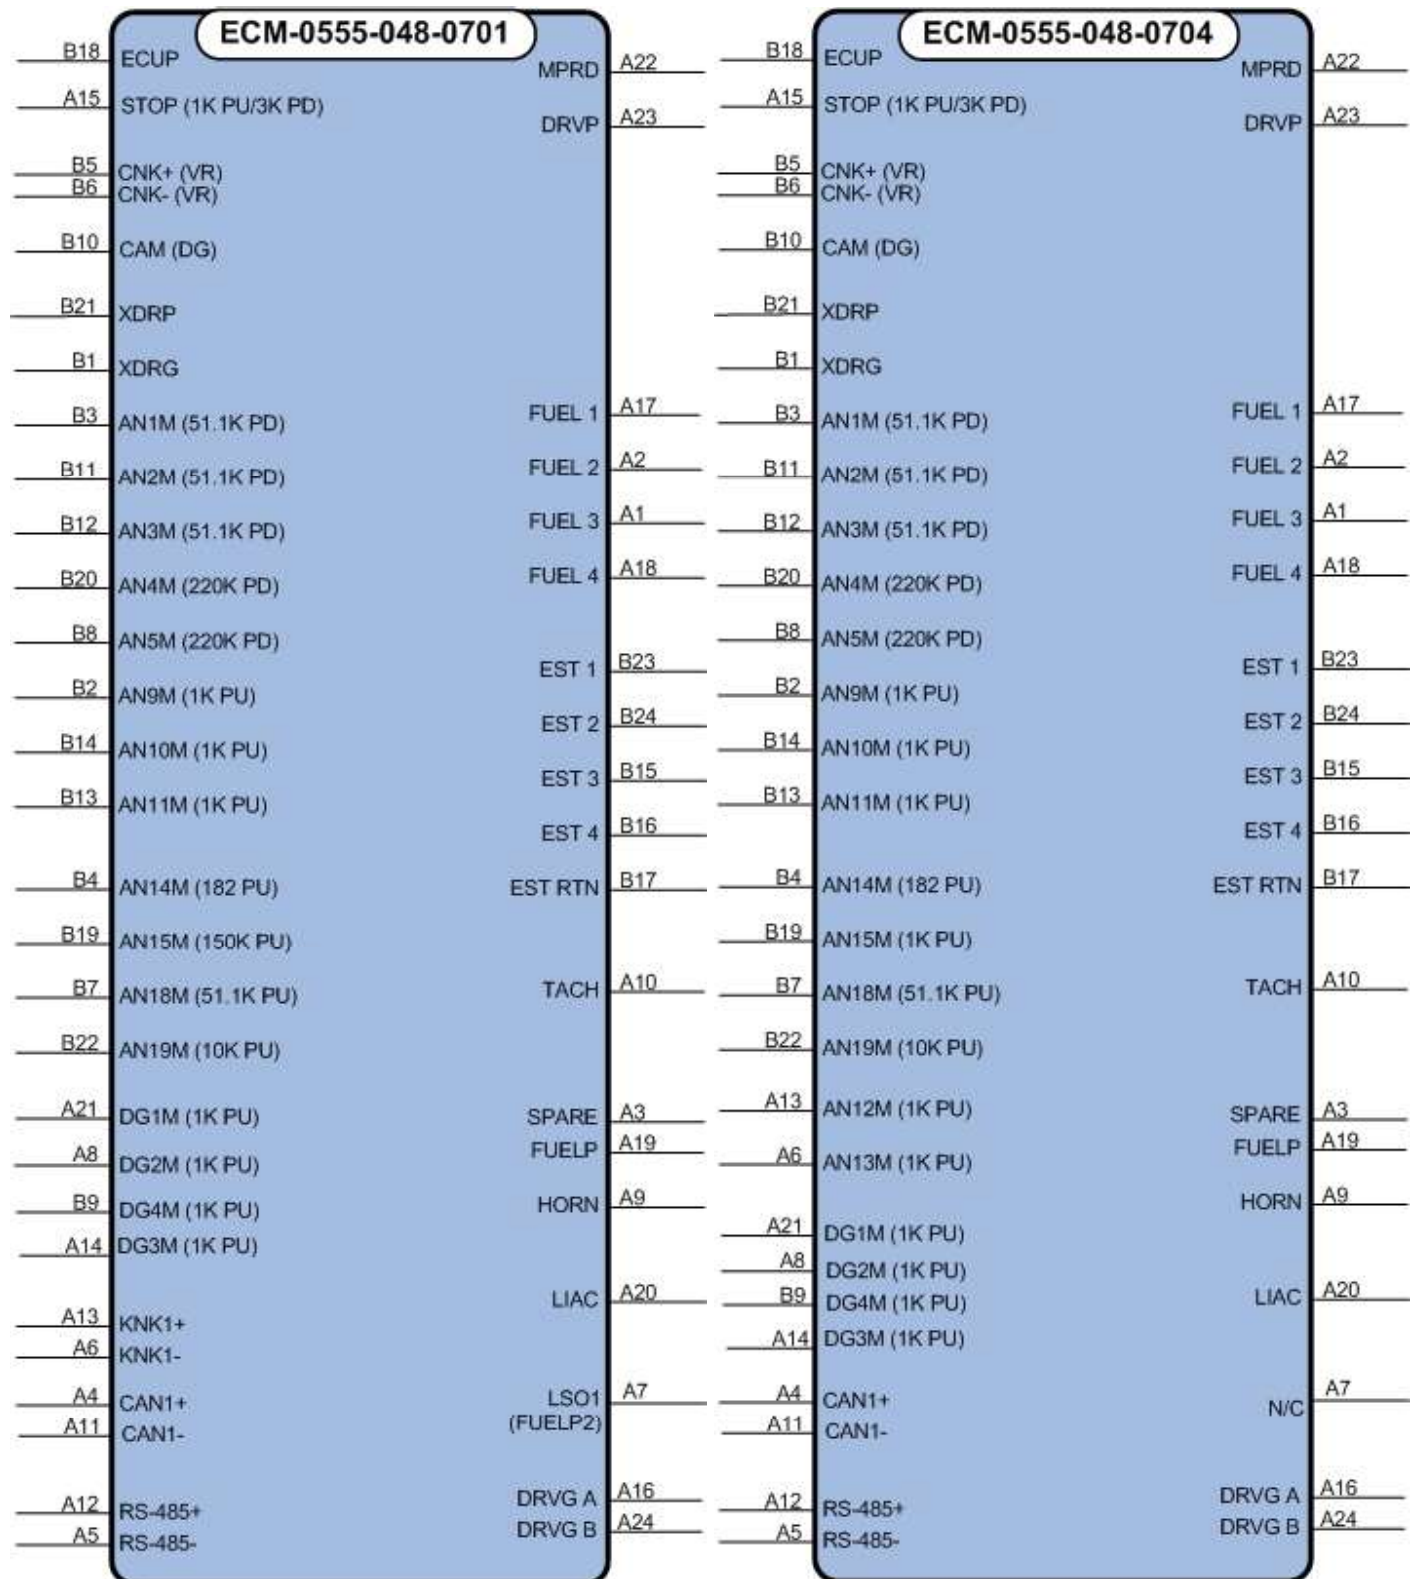 ECM-0555-048-0701
B18 ECUP
MPRD A22
A15 STOP (1K PU/3K PD)
DRVP A23
B5 CNK+ (VR)
B6 CNK- (VR)
B10 CAM (DG)
B21 XDRP
B1 XDRG
B3 AN1M (51.1K PD)
FUEL 1 A17
B11 AN2M (51.1K PD)
FUEL 2 A2
B12 AN3M (51.1K PD)
FUEL 3 A1
B20 AN4M (220K PD)
FUEL 4 A18
B8 AN5M (220K PD)
EST 1 B23
B2 AN9M (1K PU)
EST 2 B24
B14 AN10M (1K PU)
EST 3 B15
B13 AN11M (1K PU)
EST 4 B16
B4 AN14M (182 PU)
EST RTN B17
B19 AN15M (150K PU)
B7 AN18M (51.1K PU)
TACH A10
B22 AN19M (10K PU)
A21 DG1M (1K PU)
SPARE A3
A8 DG2M (1K PU)
FUELP A19
B9 DG4M (1K PU)
HORN A9
A14 DG3M (1K PU)
LIAC A20
A13 KNK1+
A6 KNK1-
A4 CAN1+
LSO1 A7
(FUELP2)
A11 CAN1-
A12 RS-485+
DRVG A A16
A5 RS-485-
DRVG B A24
ECM-0555-048-0704
B18 ECUP
MPRD A22
A15 STOP (1K PU/3K PD)
DRVP A23
B5 CNK+ (VR)
B6 CNK- (VR)
B10 CAM (DG)
B21 XDRP
B1 XDRG
B3 AN1M (51.1K PD)
FUEL 1 A17
B11 AN2M (51.1K PD)
FUEL 2 A2
B12 AN3M (51.1K PD)
FUEL 3 A1
B20 AN4M (220K PD)
FUEL 4 A18
B8 AN5M (220K PD)
EST 1 B23
B2 AN9M (1K PU)
EST 2 B24
B14 AN10M (1K PU)
EST 3 B15
B13 AN11M (1K PU)
EST 4 B16
B4 AN14M (182 PU)
EST RTN B17
B19 AN15M (1K PU)
B7 AN18M (51.1K PU)
TACH A10
B22 AN19M (10K PU)
A13 AN12M (1K PU)
SPARE A3
A6 AN13M (1K PU)
FUELP A19
HORN A9
A21 DG1M (1K PU)
A8 DG2M (1K PU)
B9 DG4M (1K PU)
LIAC A20
A14 DG3M (1K PU)
A4 CAN1+
N/C A7
A11 CAN1-
A12 RS-485+
DRVG A A16
A5 RS-485-
DRVG B A24